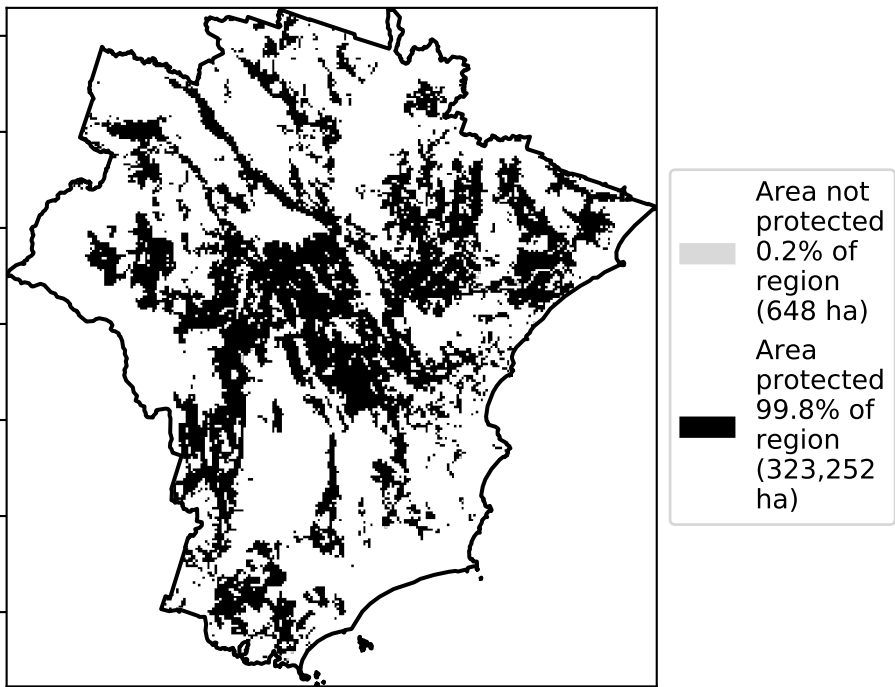 Area not
protected
0.2% of
region
(648 ha)
Area
protected
99.8% of
region
(323,252
ha)